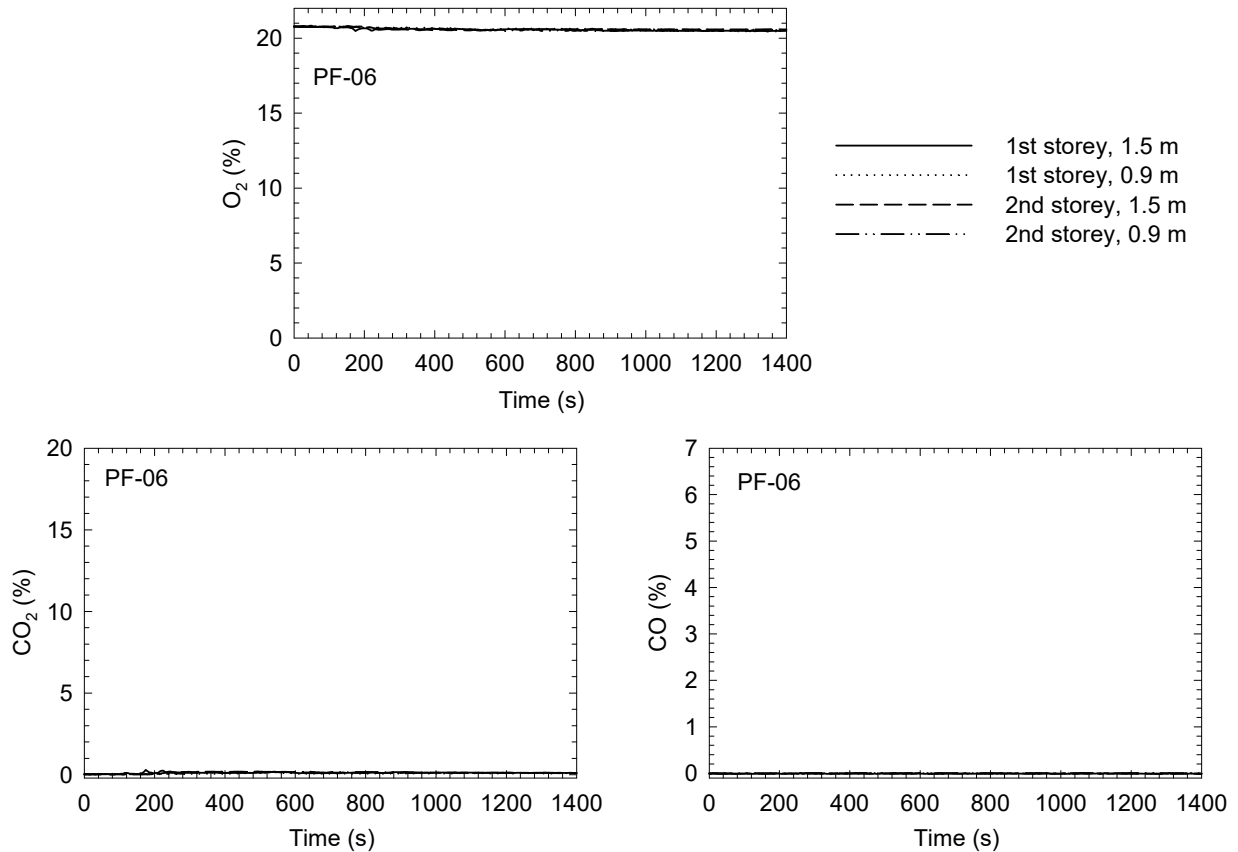 20
15
10
5
0
O2 (%)
PF-06
0 200 400 600 800 1000 1200 1400
Time (s)
1st storey, 1.5 m
1st storey, 0.9 m
2nd storey, 1.5 m
2nd storey, 0.9 m
20
15
10
5
0
CO2 (%)
PF-06
0 200 400 600 800 1000 1200 1400
Time (s)
7
6
5
4
3
2
1
0
CO (%)
PF-06
0 200 400 600 800 1000 1200 1400
Time (s)